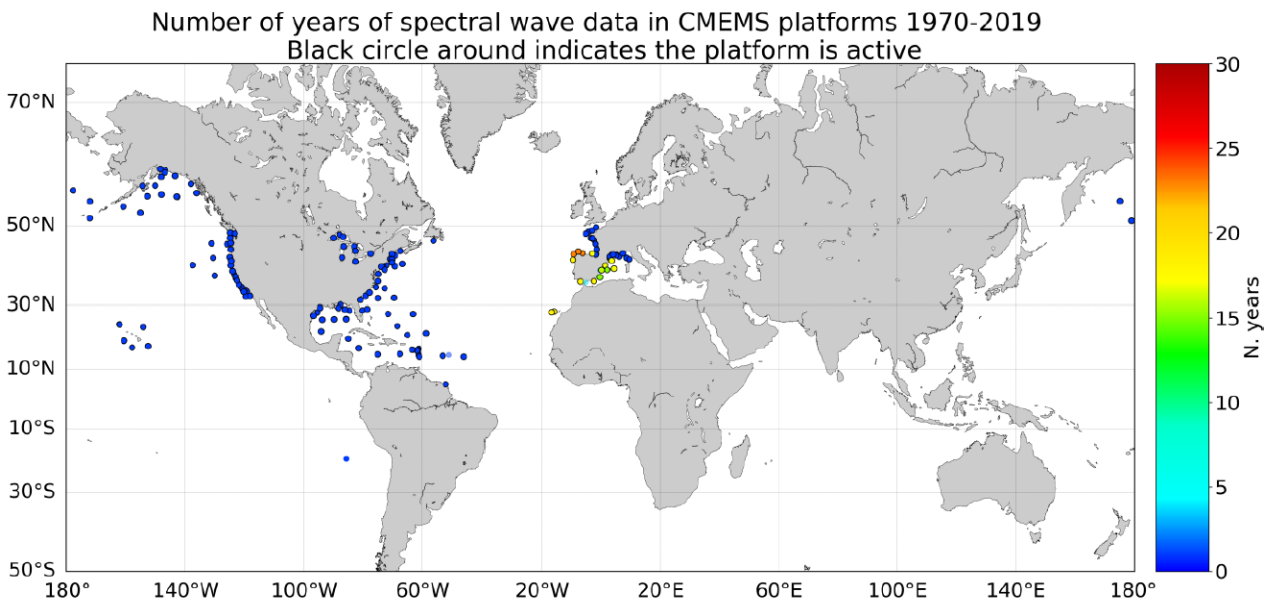 Number of years of spectral wave data in CMEMS platforms 1970-2019
Black circle around indicates the platform is active
70°N
50°N
30°N
10°N
10°S
30°S
50°S
180°
140°W
100°W
60°W
20°W
20°E
60°E
100°E
140°E
180°
30
25
20
15
10
5
0
N. years